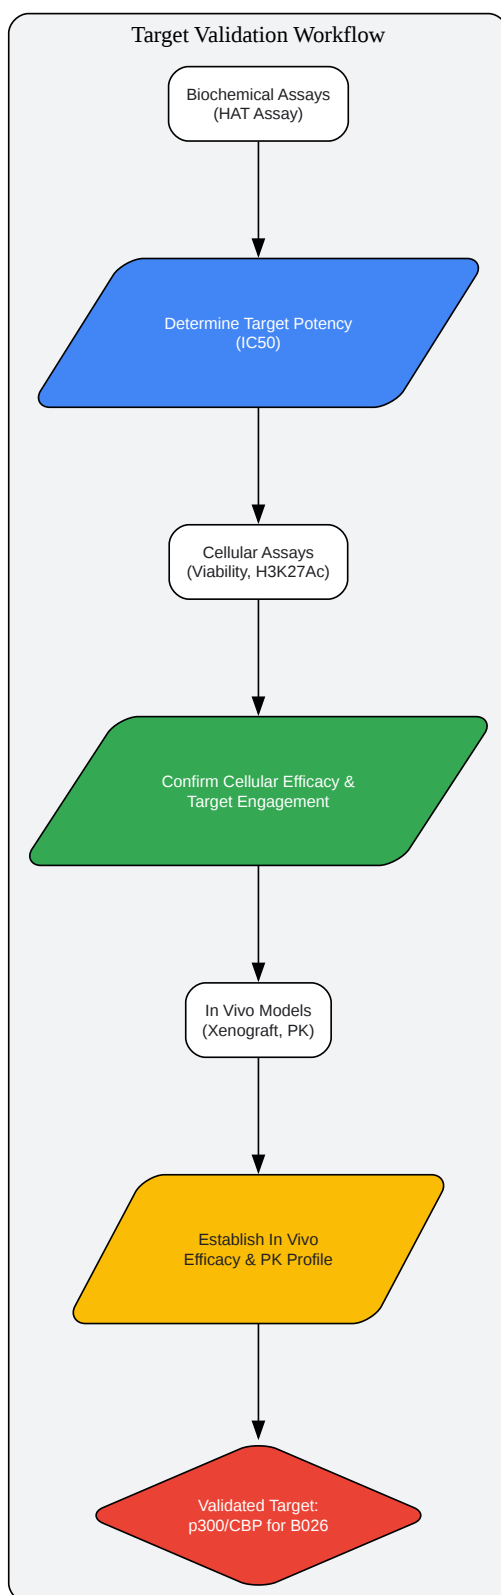 Target Validation Workflow
Biochemical Assays
(HAT Assay)
Determine Target Potency
(IC50)
Cellular Assays
(Viability, H3K27Ac)
Confirm Cellular Efficacy &
Target Engagement
In Vivo Models
(Xenograft, PK)
Establish In Vivo
Efficacy & PK Profile
Validated Target:
p300/CBP for B026